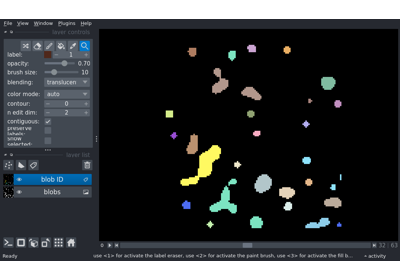 File View Window Plugins Help
layer controls
label: 1
opacity: 0.70
brush size: 10
blending: translucen
color mode: auto
contour: 0
n edit dim: 2
contiguous:
preserve labels:
show selected:
layer list
blob ID
blobs
32 63
Ready use <1> for activate the label eraser, use <2> for activate the paint brush, use <3> for activate the fill b... activity